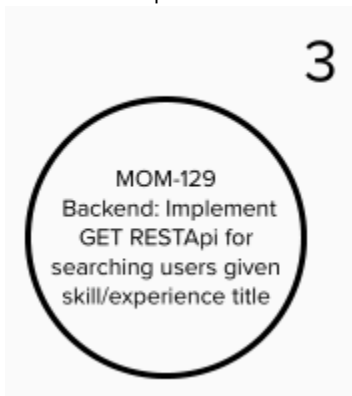 3
MOM-129
Backend: Implement
GET RESTApi for
searching users given
skill/experience title